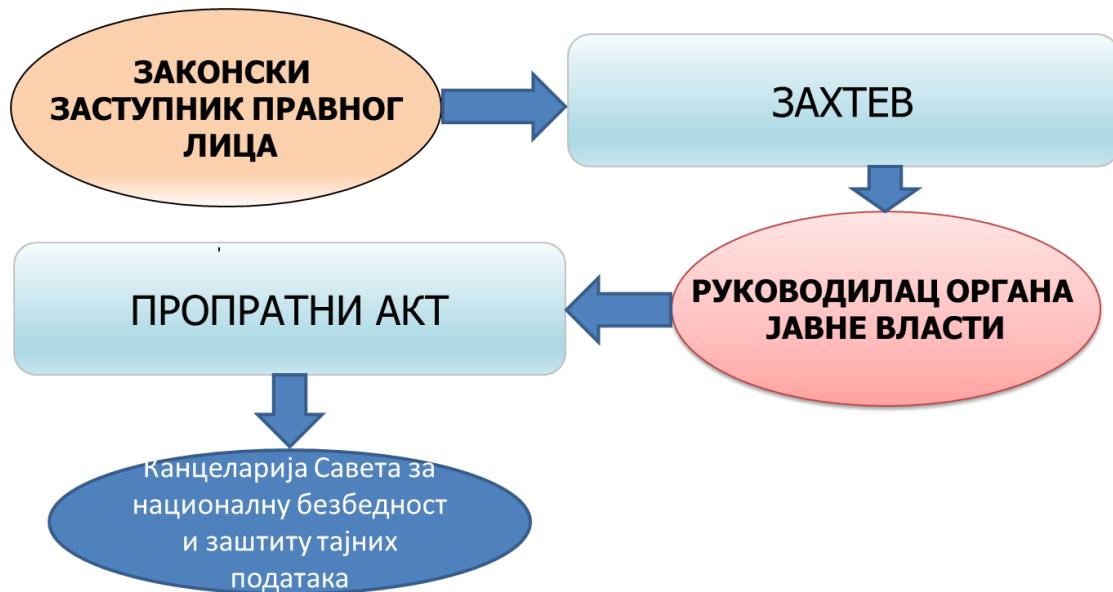 ЗАКОНСКИ
ЗАСТУПНИК ПРАВНОГ
ЛИЦА
ЗАХТЕВ
РУКОВОДИЛАЦ ОРГАНА
ЈАВНЕ ВЛАСТИ
ПРОПРАТНИ АКТ
Канцеларија Савета за
националну безбедност
и заштиту тајних
података